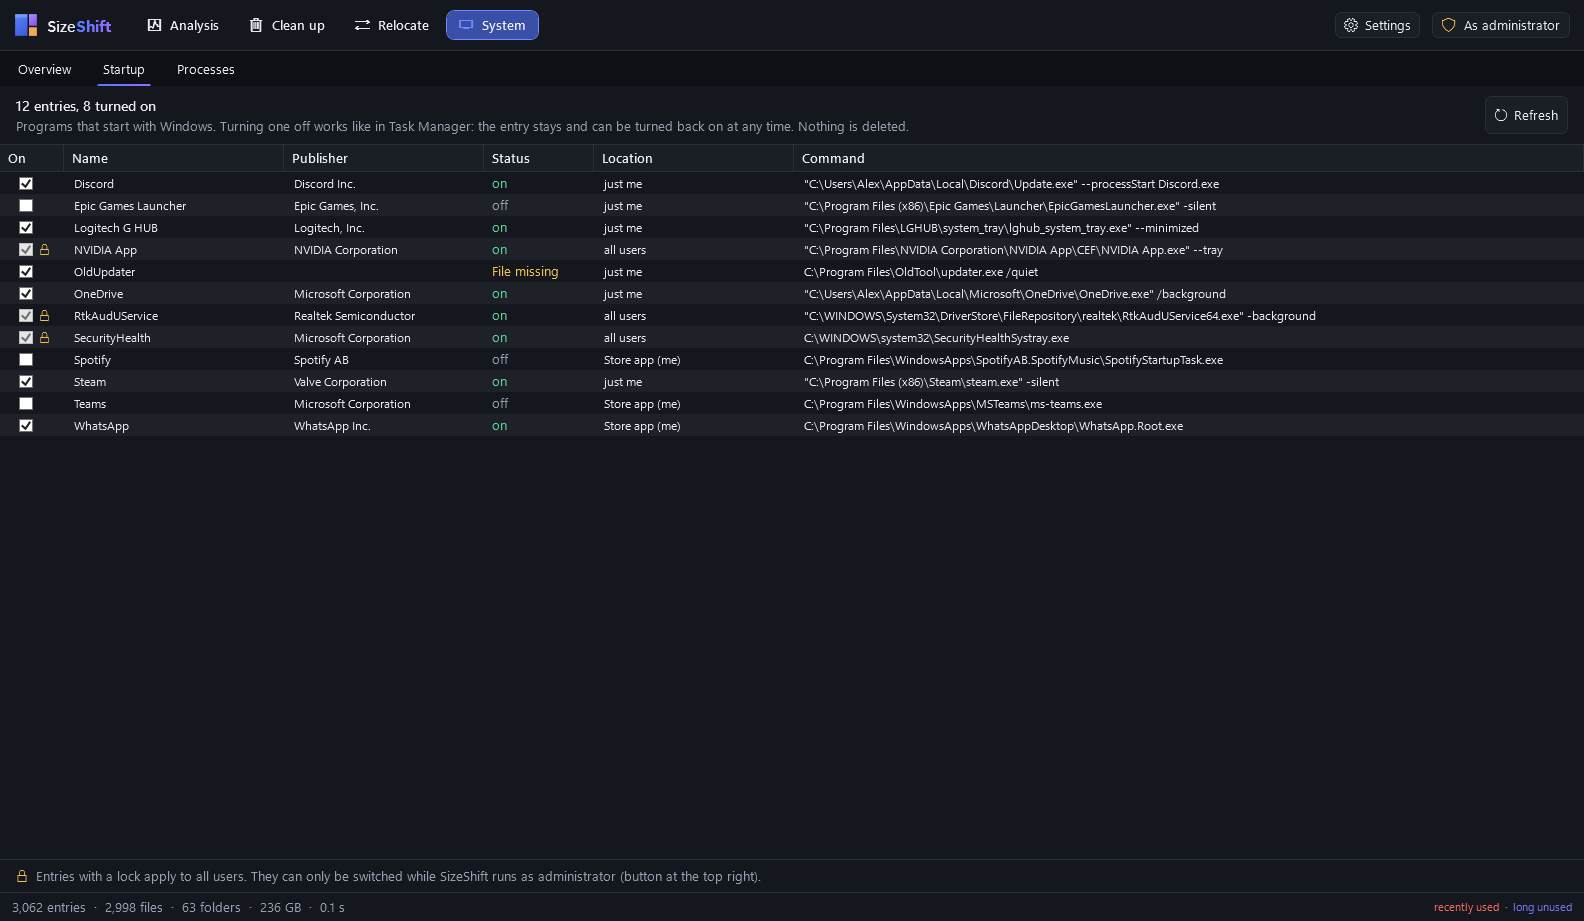 SizeShift Analysis Clean up Relocate System Settings As administrator
Overview Startup Processes
12 entries, 8 turned on
Programs that start with Windows. Turning one off works like in Task Manager: the entry stays and can be turned back on at any time. Nothing is deleted.
Refresh
On Name Publisher Status Location Command
Discord Discord Inc. on just me "C:\Users\Alex\AppData\Local\Discord\Update.exe" --processStart Discord.exe
Epic Games Launcher Epic Games, Inc. off just me "C:\Program Files (x86)\Epic Games\Launcher\EpicGamesLauncher.exe" -silent
Logitech G HUB Logitech, Inc. on just me "C:\Program Files\LGHUB\system_tray\lghub_system_tray.exe" --minimized
NVIDIA App NVIDIA Corporation on all users "C:\Program Files\NVIDIA Corporation\NVIDIA App\CEF\NVIDIA App.exe" --tray
OldUpdater File missing just me C:\Program Files\OldTool\updater.exe /quiet
OneDrive Microsoft Corporation on just me "C:\Users\Alex\AppData\Local\Microsoft\OneDrive\OneDrive.exe" /background
RtkAudUService Realtek Semiconductor on all users "C:\WINDOWS\System32\DriverStore\FileRepository\realtek\RtkAudUService64.exe" -background
SecurityHealth Microsoft Corporation on all users C:\WINDOWS\system32\SecurityHealthSystray.exe
Spotify Spotify AB off Store app (me) C:\Program Files\WindowsApps\SpotifyAB.SpotifyMusic\SpotifyStartupTask.exe
Steam Valve Corporation on just me "C:\Program Files (x86)\Steam\steam.exe" -silent
Teams Microsoft Corporation off Store app (me) C:\Program Files\WindowsApps\MSTeams\ms-teams.exe
WhatsApp WhatsApp Inc. on Store app (me) C:\Program Files\WindowsApps\WhatsAppDesktop\WhatsApp.Root.exe
Entries with a lock apply to all users. They can only be switched while SizeShift runs as administrator (button at the top right).
3,062 entries · 2,998 files · 63 folders · 236 GB · 0.1 s recently used · long unused